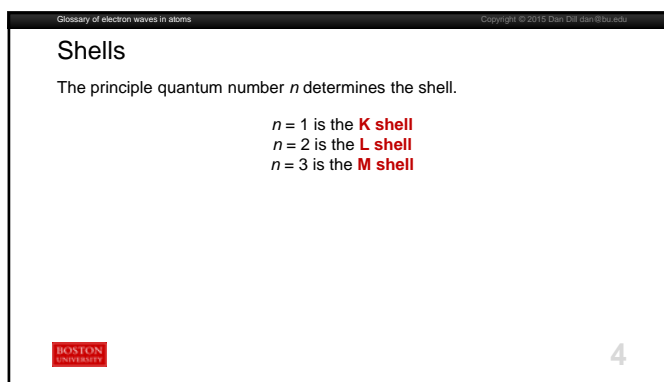 Glossary of electron waves in atoms Copyright © 2015 Dan Dill dan@bu.edu
Shells
The principle quantum number n determines the shell.
n = 1 is the K shell
n = 2 is the L shell
n = 3 is the M shell
BOSTON
UNIVERSITY
4